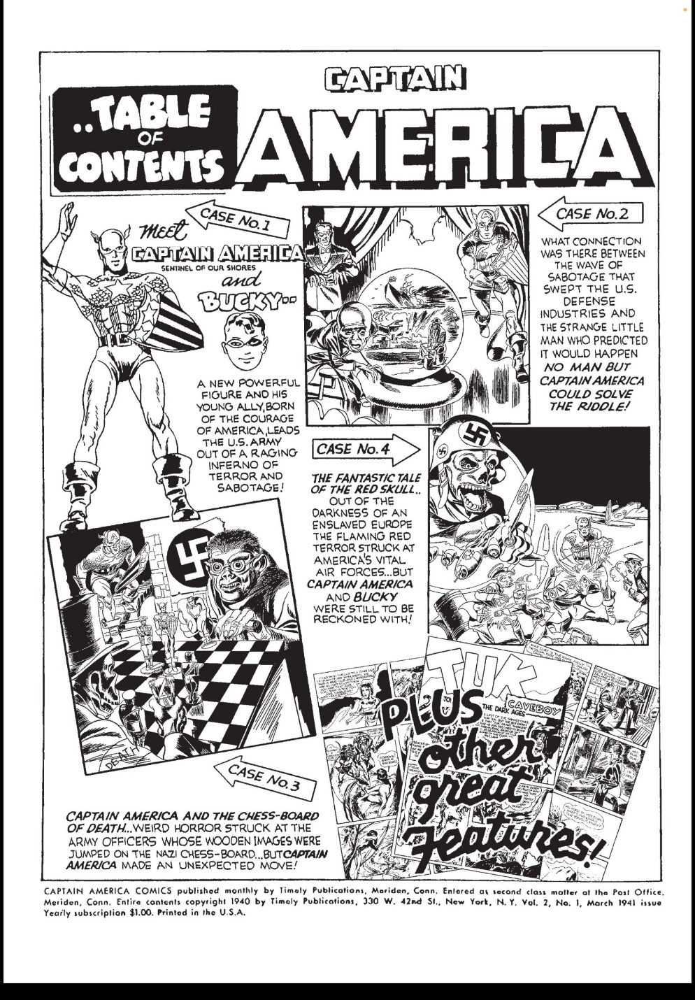 CAPTAIN
..TABLE
OF
CONTENTS
AMERICA
CASE No.1
MEET
CAPTAIN AMERICA
SENTINEL OF OUR SHORES
and
BUCKY--
A NEW POWERFUL
FIGURE AND HIS
YOUNG ALLY, BORN
OF THE COURAGE
OF AMERICA, LEADS
THE U.S. ARMY
OUT OF A RAGING
INFERNO OF
TERROR AND
SABOTAGE!
U.S. MUNITIONS
CASE No.2
WHAT CONNECTION
WAS THERE BETWEEN
THE WAVE OF
SABOTAGE THAT
SWEPT THE U.S.
DEFENSE
INDUSTRIES AND
THE STRANGE LITTLE
MAN WHO PREDICTED
IT WOULD HAPPEN
NO MAN BUT
CAPTAIN AMERICA
COULD SOLVE
THE RIDDLE!
CASE No.4
THE FANTASTIC TALE
OF THE RED SKULL..
OUT OF THE
DARKNESS OF AN
ENSLAVED EUROPE
THE FLAMING RED
TERROR STRUCK AT
AMERICA'S VITAL
AIR FORCES...BUT
CAPTAIN AMERICA
AND BUCKY
WERE STILL TO BE
RECKONED WITH!
DEATH
CASE No.3
CAPTAIN AMERICA AND THE CHESS-BOARD
OF DEATH...WEIRD HORROR STRUCK AT THE
ARMY OFFICERS WHOSE WOODEN IMAGES WERE
JUMPED ON THE NAZI CHESS-BOARD...BUT CAPTAIN
AMERICA MADE AN UNEXPECTED MOVE!
TUK
CAVEBOY
THE DARK AGES
PLUS
other
great
Features!
CAPTAIN AMERICA COMICS published monthly by Timely Publications, Meriden, Conn. Entered as second class matter at the Post Office,
Meriden, Conn. Entire contents copyright 1940 by Timely Publications, 330 W. 42nd St., New York, N. Y. Vol. 2, No. 1, March 1941 issue
Yearly subscription $1.00. Printed in the U.S.A.